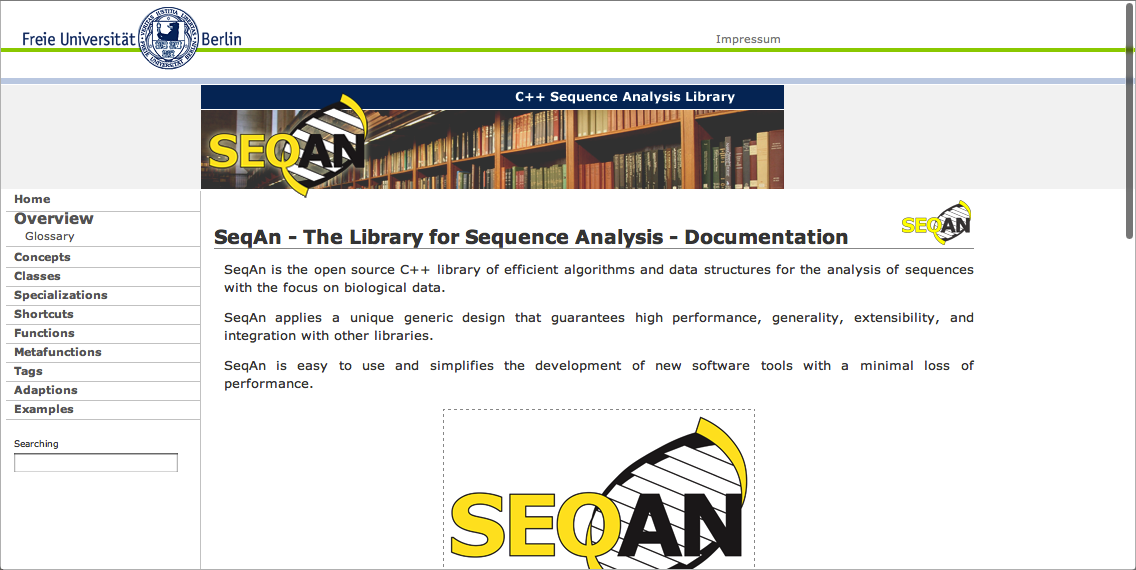 Freie Universität Berlin
Impressum
C++ Sequence Analysis Library
SEQAN
Home
Overview
Glossary
Concepts
Classes
Specializations
Shortcuts
Functions
Metafunctions
Tags
Adaptions
Examples
Searching
SEQAN
SeqAn - The Library for Sequence Analysis - Documentation
SeqAn is the open source C++ library of efficient algorithms and data structures for the analysis of sequences
with the focus on biological data.
SeqAn applies a unique generic design that guarantees high performance, generality, extensibility, and
integration with other libraries.
SeqAn is easy to use and simplifies the development of new software tools with a minimal loss of
performance.
SEQAN